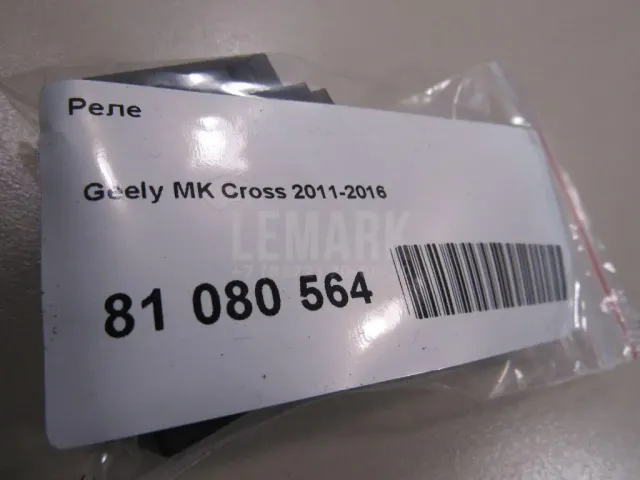 Реле
Geely MK Cross 2011-2016
LEMARK
81 080 564